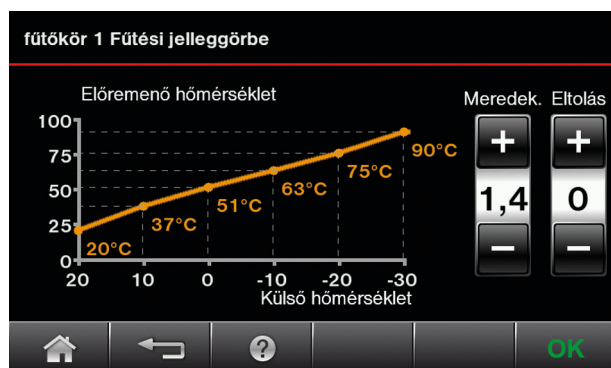 fűtőkör 1 Fűtési jelleggörbe
Előremenő hőmérséklet
Meredek. Eltolás
100
75
50
25
0
20°C
37°C
51°C
63°C
75°C
90°C
20 10 0 -10 -20 -30
Külső hőmérséklet
+ +
1,4 0
− −
?
OK